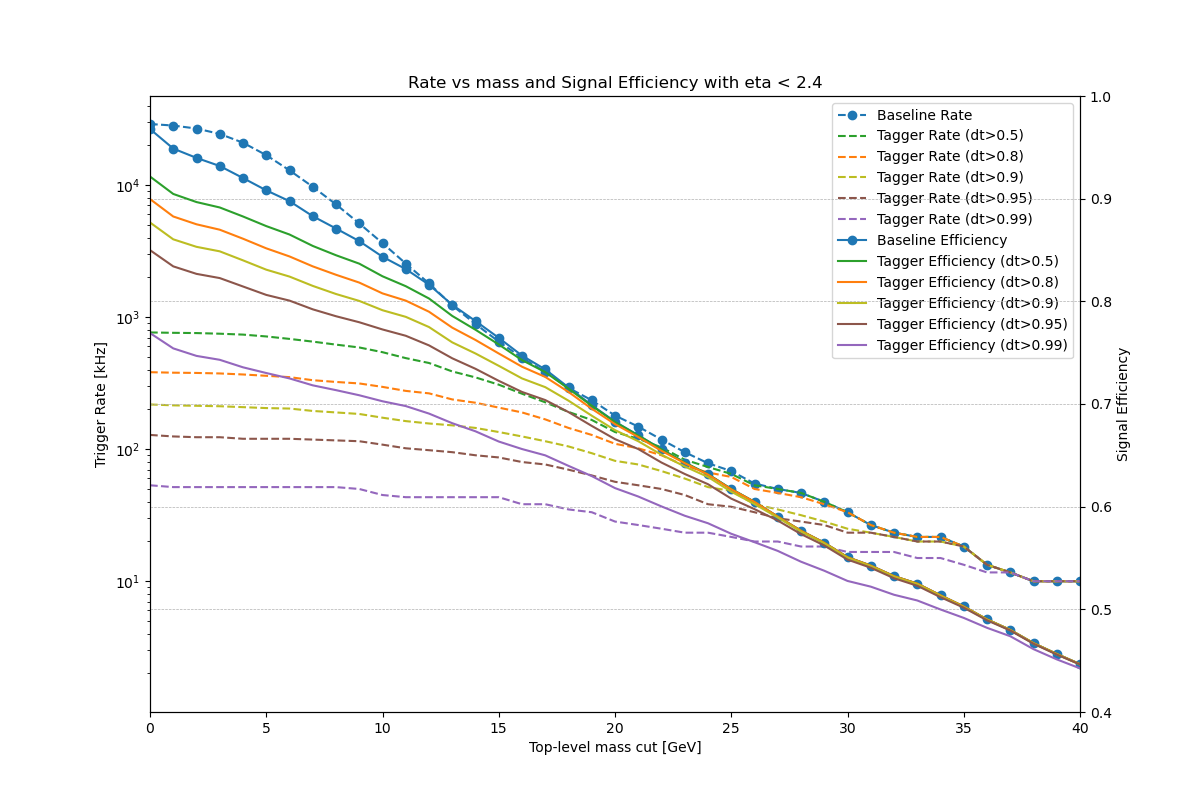 Rate vs mass and Signal Efficiency with eta < 2.4
Trigger Rate [kHz]
10⁴
10³
10²
10¹
Baseline Rate
Tagger Rate (dt>0.5)
Tagger Rate (dt>0.8)
Tagger Rate (dt>0.9)
Tagger Rate (dt>0.95)
Tagger Rate (dt>0.99)
Baseline Efficiency
Tagger Efficiency (dt>0.5)
Tagger Efficiency (dt>0.8)
Tagger Efficiency (dt>0.9)
Tagger Efficiency (dt>0.95)
Tagger Efficiency (dt>0.99)
1.0
0.9
0.8
0.7
0.6
0.5
0.4
Signal Efficiency
0 5 10 15 20 25 30 35 40
Top-level mass cut [GeV]